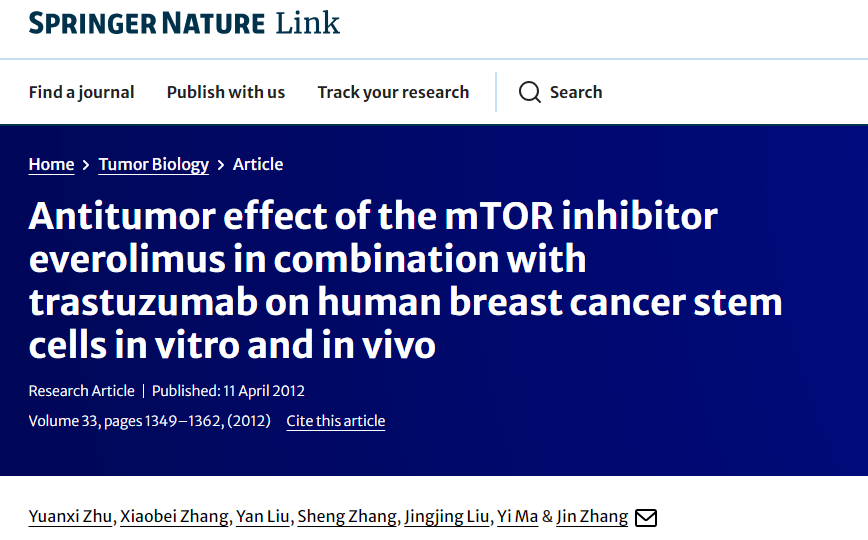 SPRINGER NATURE Link
Find a journal Publish with us Track your research Search
Home > Tumor Biology > Article
Antitumor effect of the mTOR inhibitor
everolimus in combination with
trastuzumab on human breast cancer stem
cells in vitro and in vivo
Research Article | Published: 11 April 2012
Volume 33, pages 1349–1362, (2012) Cite this article
Yuanxi Zhu, Xiaobei Zhang, Yan Liu, Sheng Zhang, Jingjing Liu, Yi Ma & Jin Zhang